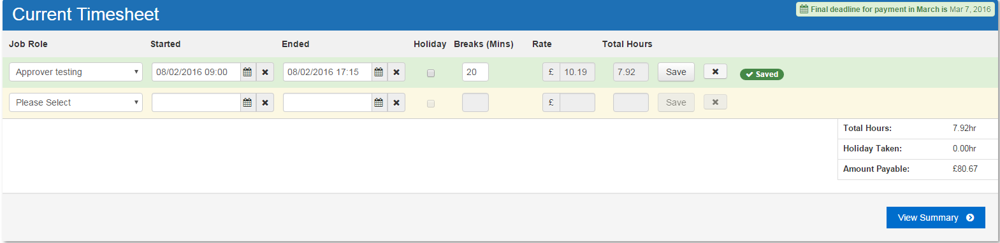 Current Timesheet
Final deadline for payment in March is Mar 7, 2016
Job Role Started Ended Holiday Breaks (Mins) Rate Total Hours
Approver testing 08/02/2016 09:00 08/02/2016 17:15 20 £ 10.19 7.92 Save Saved
Please Select £ Save
Total Hours: 7.92hr
Holiday Taken: 0.00hr
Amount Payable: £80.67
View Summary